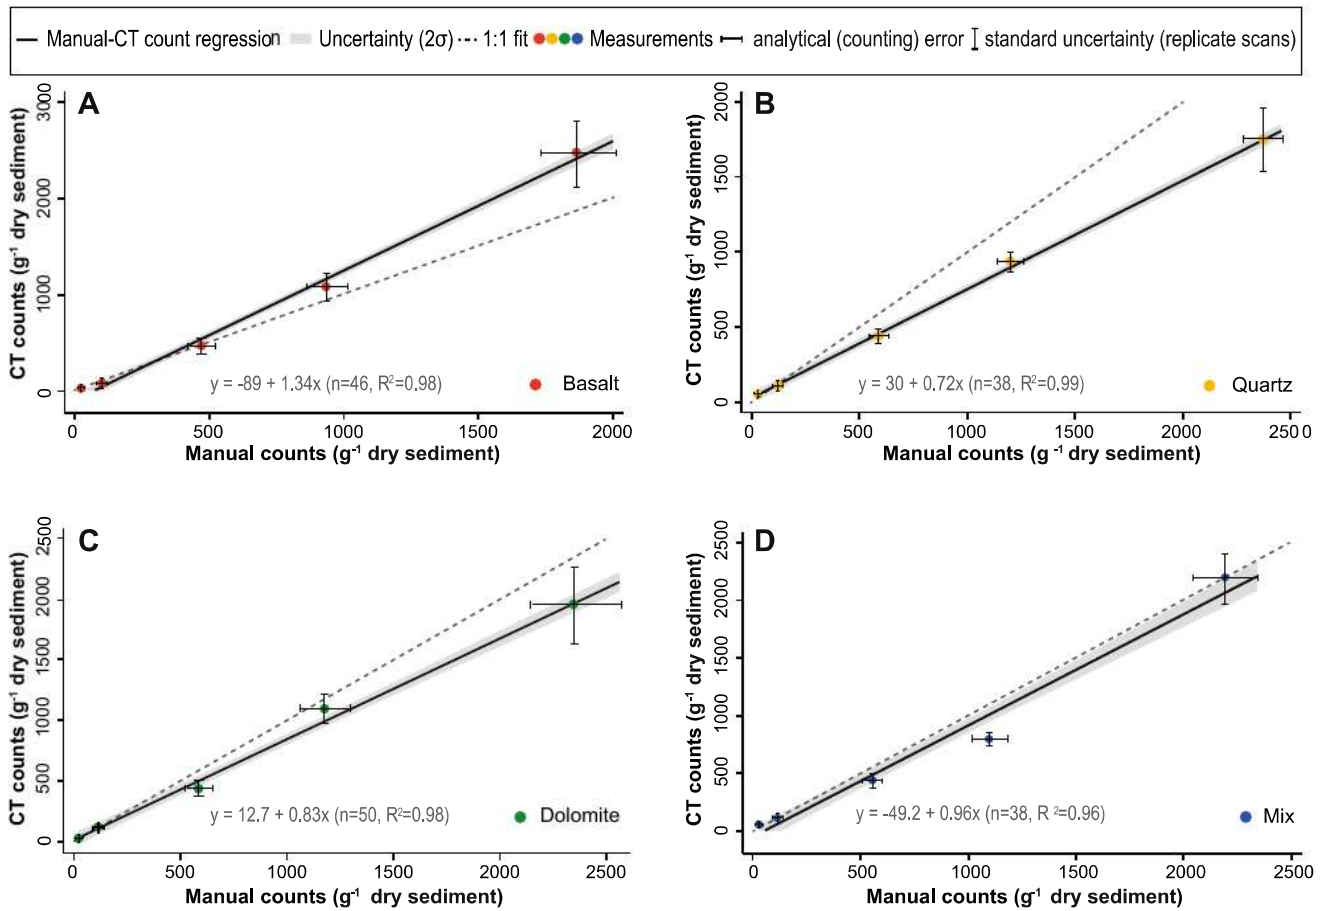 Manual-CT count regression Uncertainty (2σ) 1:1 fit Measurements analytical (counting) error standard uncertainty (replicate scans)
A
CT counts (g⁻¹ dry sediment)
3000
2000
1000
0
y = -89 + 1.34x (n=46, R²=0.98)
Basalt
0 500 1000 1500 2000
Manual counts (g⁻¹ dry sediment)
B
CT counts (g⁻¹ dry sediment)
2000
1500
1000
500
0
y = 30 + 0.72x (n=38, R²=0.99)
Quartz
0 500 1000 1500 2000 2500
Manual counts (g⁻¹ dry sediment)
C
CT counts (g⁻¹ dry sediment)
2500
2000
1500
1000
500
0
y = 12.7 + 0.83x (n=50, R²=0.98)
Dolomite
0 500 1000 1500 2000 2500
Manual counts (g⁻¹ dry sediment)
D
CT counts (g⁻¹ dry sediment)
2500
2000
1500
1000
500
0
y = -49.2 + 0.96x (n=38, R²=0.96)
Mix
0 500 1000 1500 2000 2500
Manual counts (g⁻¹ dry sediment)